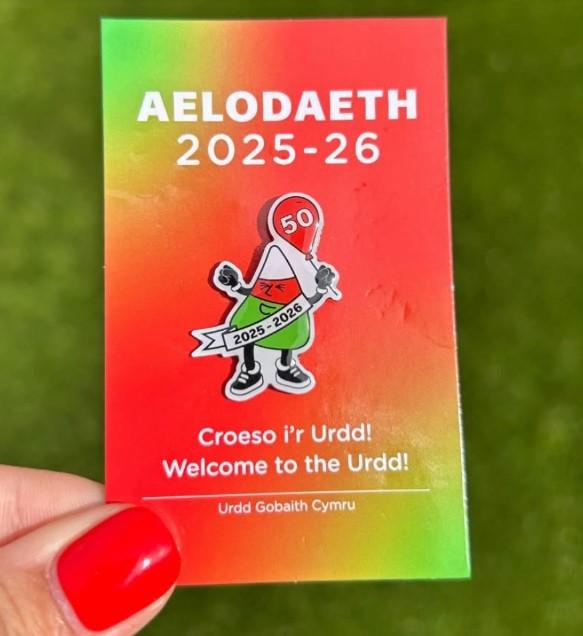 AELODAETH
2025-26
50
2025-2026
Croeso i'r Urdd!
Welcome to the Urdd!
Urdd Gobaith Cymru